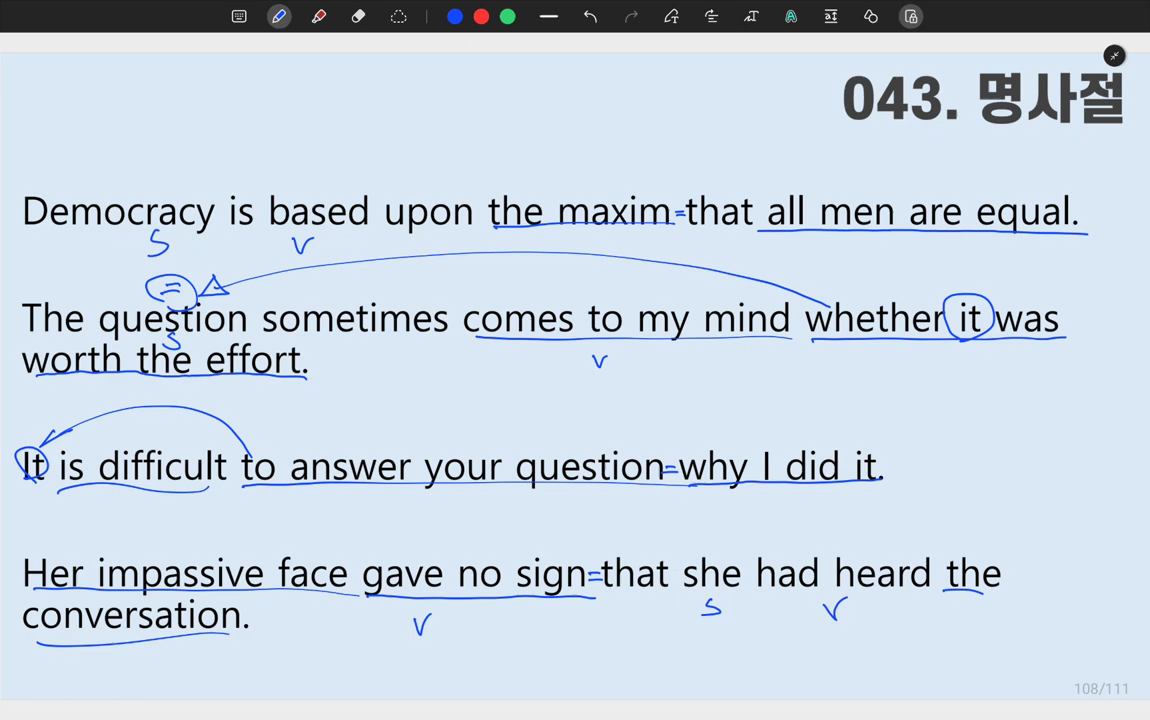 043. 명사절
Democracy is based upon the maxim=that all men are equal.
S V
=
The question sometimes comes to my mind whether it was
S
worth the effort.
V
It is difficult to answer your question=why I did it.
Her impassive face gave no sign=that she had heard the
S V
conversation.
V
108/111